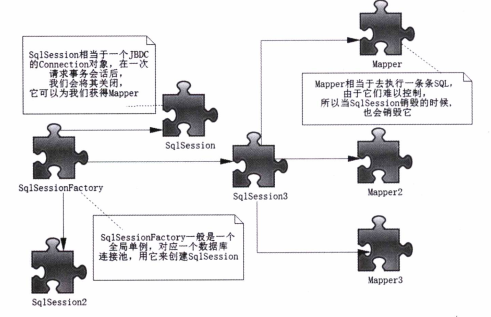 SqlSession相当于一个JBDC
的Connection对象，在一次
请求事务会话后，
我们会将其关闭，
它可以为我们获得Mapper
Mapper
Mapper相当于去执行一条条SQL，
由于它们难以控制，
所以当SqlSession销毁的时候，
也会销毁它
SqlSession
SqlSessionFactory
SqlSession3
Mapper2
SqlSessionFactory一般是一个
全局单例，对应一个数据库
连接池，用它来创建SqlSession
SqlSession2
Mapper3